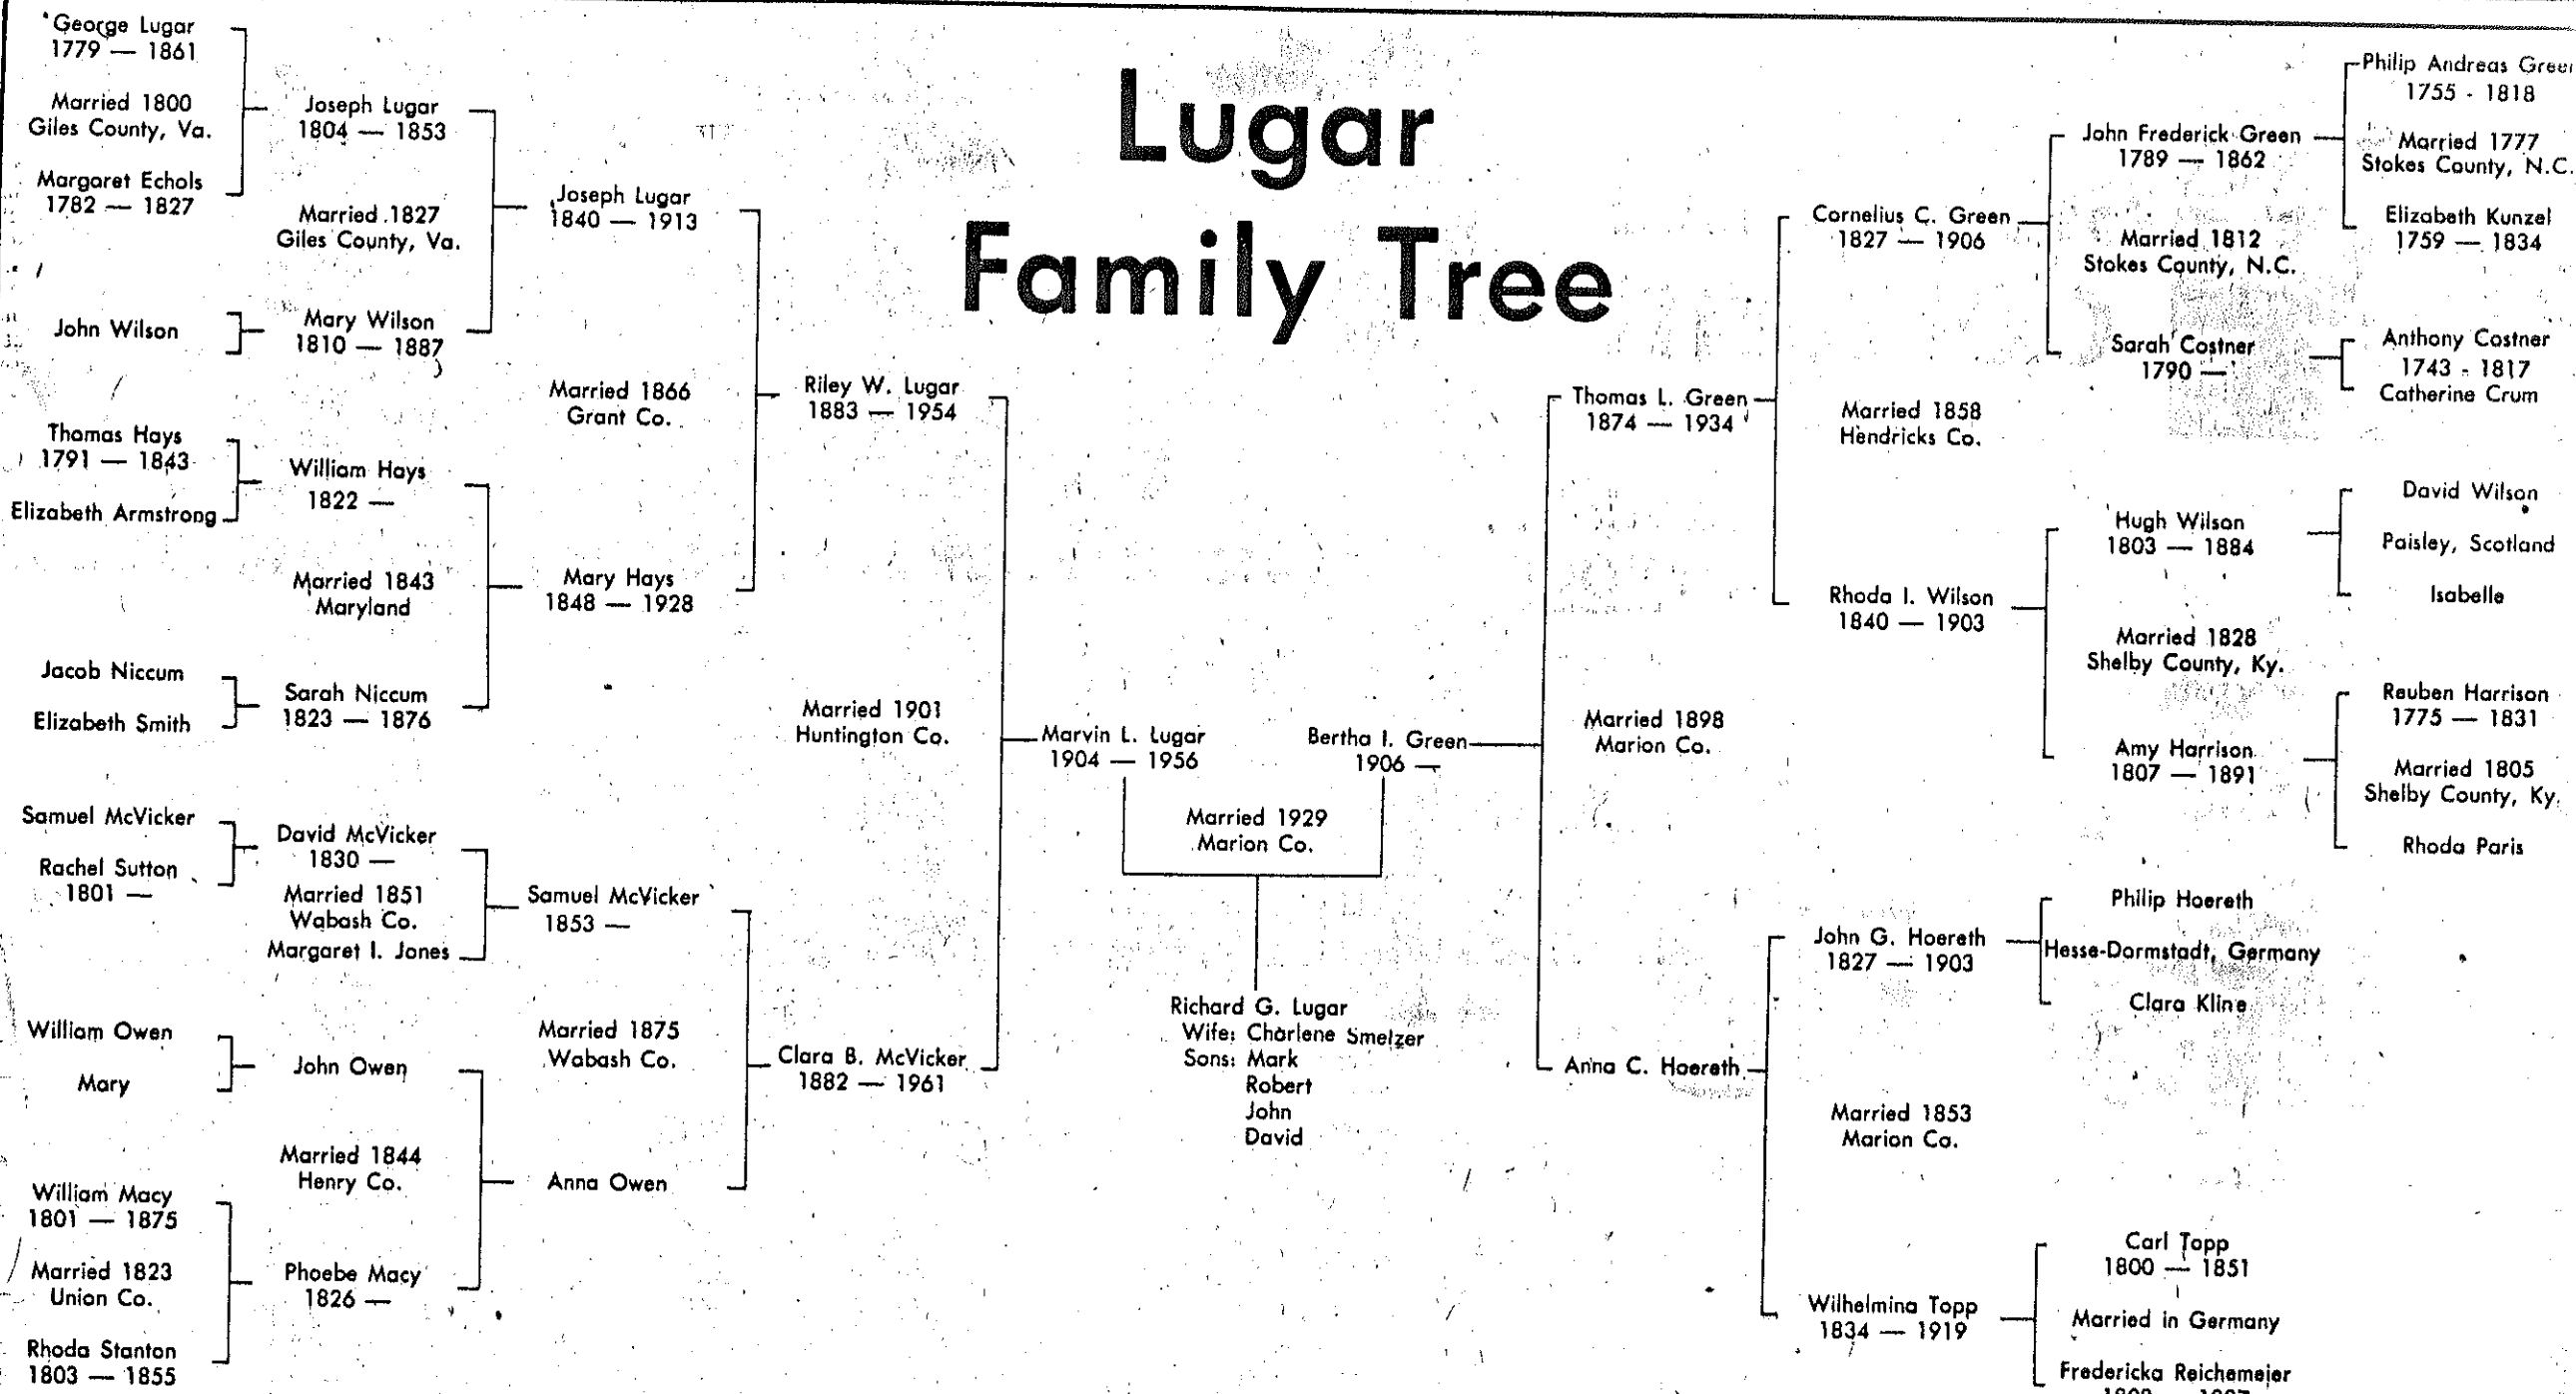 Lugar
Family Tree
George Lugar
1779 — 1861
Married 1800
Giles County, Va.
Margaret Echols
1782 — 1827
John Wilson
Thomas Hays
1791 — 1843
Elizabeth Armstrong
Jacob Niccum
Elizabeth Smith
Samuel McVicker
Rachel Sutton
1801 —
William Owen
Mary
William Macy
1801 — 1875
Married 1823
Union Co.
Rhoda Stanton
1803 — 1855
Joseph Lugar
1804 — 1853
Married 1827
Giles County, Va.
Mary Wilson
1810 — 1887
William Hays
1822 —
Married 1843
Maryland
Sarah Niccum
1823 — 1876
David McVicker
1830 —
Married 1851
Wabash Co.
Margaret I. Jones
John Owen
Married 1844
Henry Co.
Phoebe Macy
1826 —
Joseph Lugar
1840 — 1913
Married 1866
Grant Co.
Mary Hays
1848 — 1928
Samuel McVicker
1853 —
Married 1875
Wabash Co.
Anna Owen
Riley W. Lugar
1883 — 1954
Married 1901
Huntington Co.
Clara B. McVicker
1882 — 1961
Marvin L. Lugar
1904 — 1956
Bertha I. Green
1906 —
Married 1929
Marion Co.
Richard G. Lugar
Wife: Charlene Smelzer
Sons: Mark
Robert
John
David
Thomas L. Green
1874 — 1934
Married 1898
Marion Co.
Anna C. Hoereth
Cornelius C. Green
1827 — 1906
Married 1858
Hendricks Co.
Rhoda I. Wilson
1840 — 1903
John G. Hoereth
1827 — 1903
Married 1853
Marion Co.
Wilhelmina Topp
1834 — 1919
John Frederick Green
1789 — 1862
Married 1812
Stokes County, N.C.
Sarah Costner
1790 —
Hugh Wilson
1803 — 1884
Married 1828
Shelby County, Ky.
Amy Harrison
1807 — 1891
Philip Hoereth
Hesse-Darmstadt, Germany
Clara Kline
Carl Topp
1800 — 1851
Married in Germany
Fredericka Reichemeier
Philip Andreas Green
1755 - 1818
Married 1777
Stokes County, N.C.
Elizabeth Kunzel
1759 — 1834
Anthony Costner
1743 - 1817
Catherine Crum
David Wilson
Paisley, Scotland
Isabelle
Reuben Harrison
1775 — 1831
Married 1805
Shelby County, Ky.
Rhoda Paris